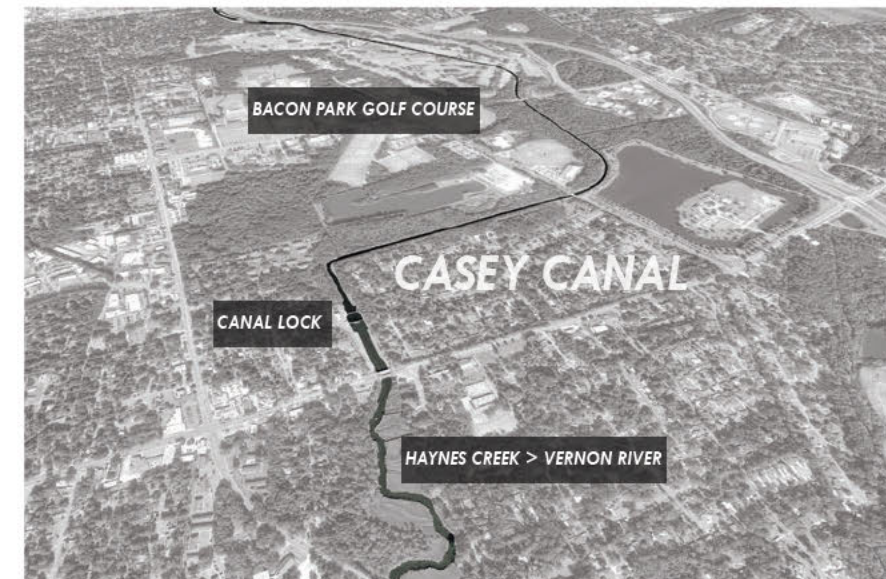 BACON PARK GOLF COURSE
CASEY CANAL
CANAL LOCK
HAYNES CREEK > VERNON RIVER